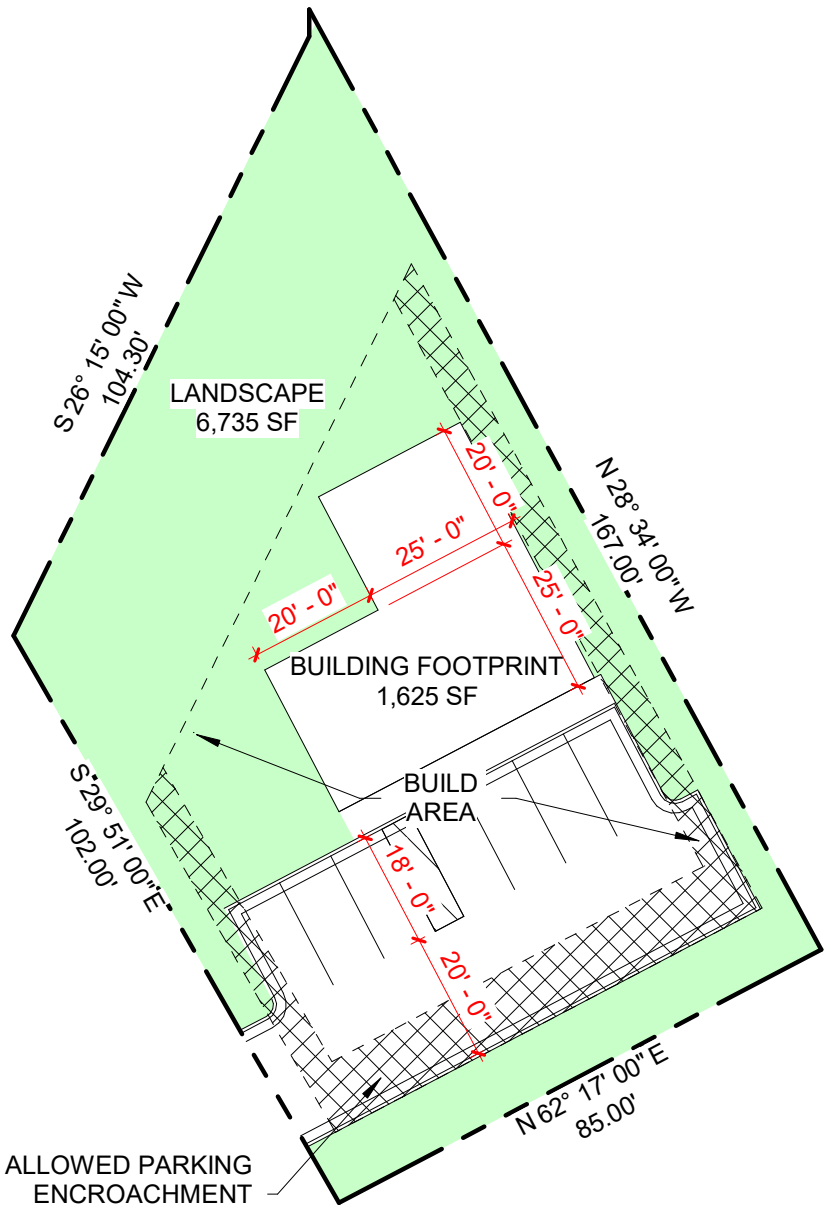 S 26° 15' 00" W
104.30'
LANDSCAPE
6,735 SF
20' - 0"
N 28° 34' 00" W
167.00'
25' - 0"
20' - 0"
25' - 0"
BUILDING FOOTPRINT
1,625 SF
S 29° 51' 00" E
102.00'
BUILD
AREA
18' - 0"
20' - 0"
N 62° 17' 00" E
85.00'
ALLOWED PARKING
ENCROACHMENT